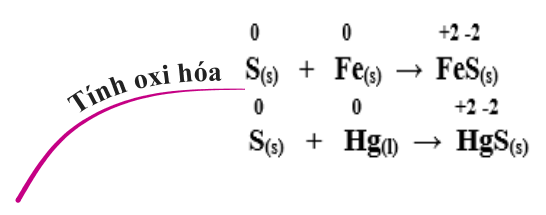 Tính oxi hóa
0 0 +2 -2
S(s) + Fe(s) → FeS(s)
0 0 +2 -2
S(s) + Hg(l) → HgS(s)